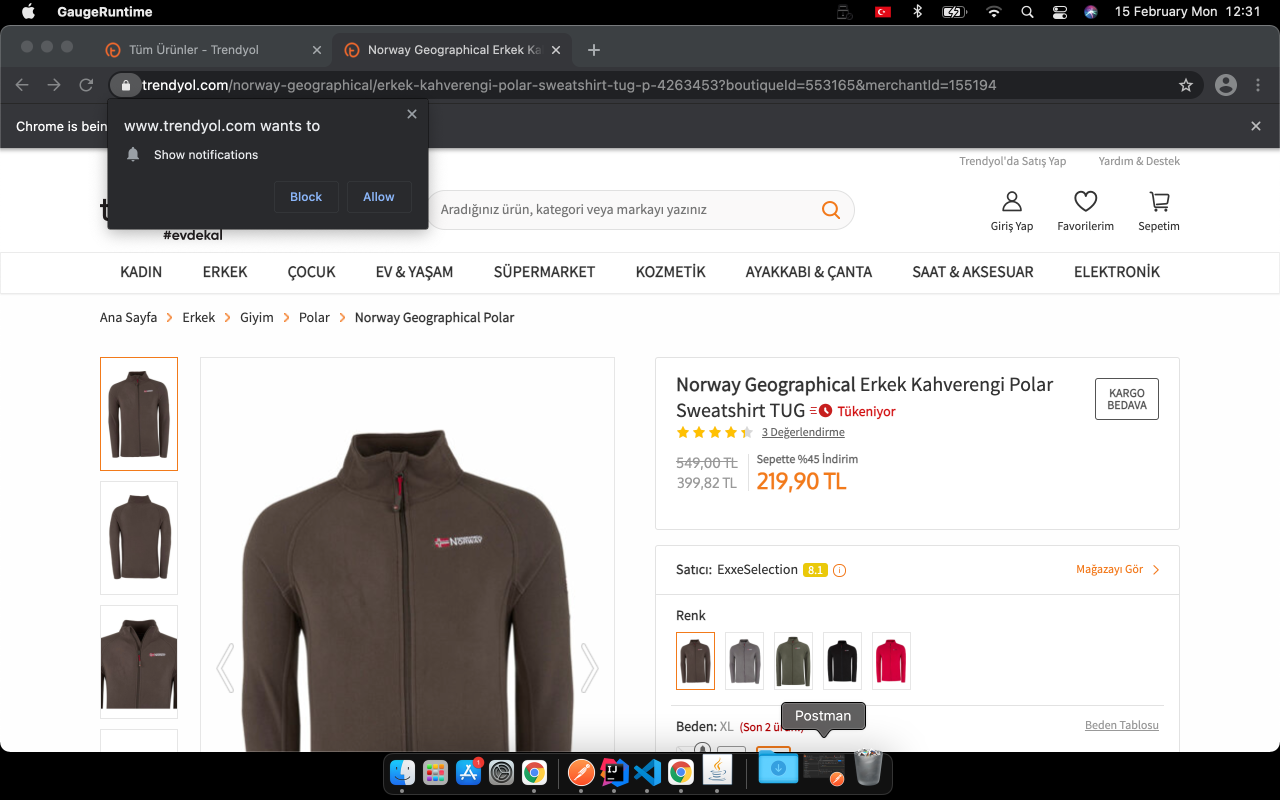 GaugeRuntime
15 February Mon 12:31
Tüm Ürünler - Trendyol
Norway Geographical Erkek Ka
trendyol.com/norway-geographical/erkek-kahverengi-polar-sweatshirt-tug-p-4263453?boutiqueId=553165&merchantId=155194
Chrome is bein
www.trendyol.com wants to
Show notifications
Block
Allow
Trendyol'da Satış Yap
Yardım & Destek
Aradığınız ürün, kategori veya markayı yazınız
Giriş Yap
Favorilerim
Sepetim
#evdekal
KADIN
ERKEK
ÇOCUK
EV & YAŞAM
SÜPERMARKET
KOZMETİK
AYAKKABI & ÇANTA
SAAT & AKSESUAR
ELEKTRONİK
Ana Sayfa
Erkek
Giyim
Polar
Norway Geographical Polar
NORWAY
Norway Geographical Erkek Kahverengi Polar
Sweatshirt TUG
Tükeniyor
KARGO
BEDAVA
3 Değerlendirme
549,00 TL
399,82 TL
Sepette %45 İndirim
219,90 TL
Satıcı: ExxeSelection 8.1
Mağazayı Gör
Renk
Beden: XL (Son 2
Beden Tablosu
Postman
IJ
1